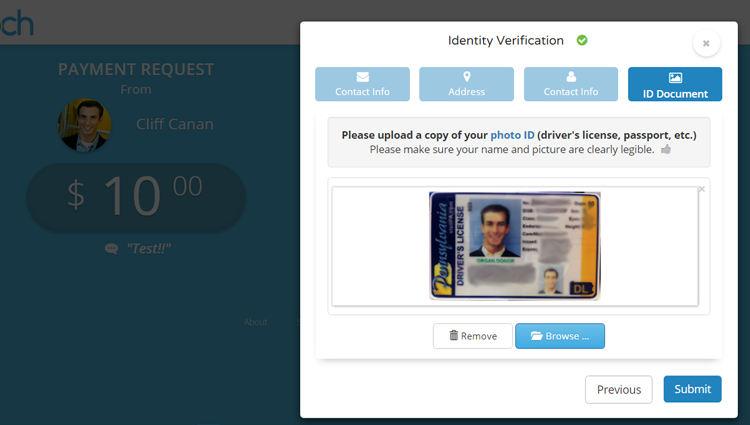 ch
PAYMENT REQUEST
From
Cliff Canan
$ 10 00
"Test!!"
About
Identity Verification
×
Contact Info
Address
Contact Info
ID Document
Please upload a copy of your photo ID (driver's license, passport, etc.)
Please make sure your name and picture are clearly legible.
×
Pennsylvania
DRIVER'S LICENSE
ORGAN DONOR
DL
Remove
Browse ...
Previous
Submit